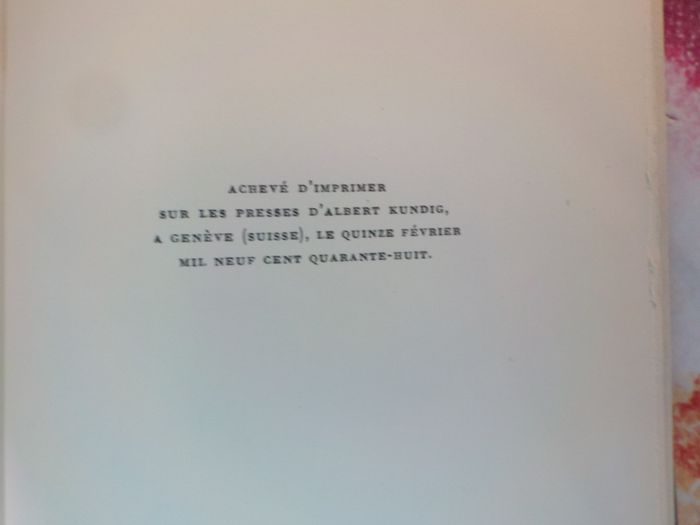 ACHEVÉ D'IMPRIMER
SUR LES PRESSES D'ALBERT KUNDIG,
A GENÈVE (SUISSE), LE QUINZE FÉVRIER
MIL NEUF CENT QUARANTE-HUIT.